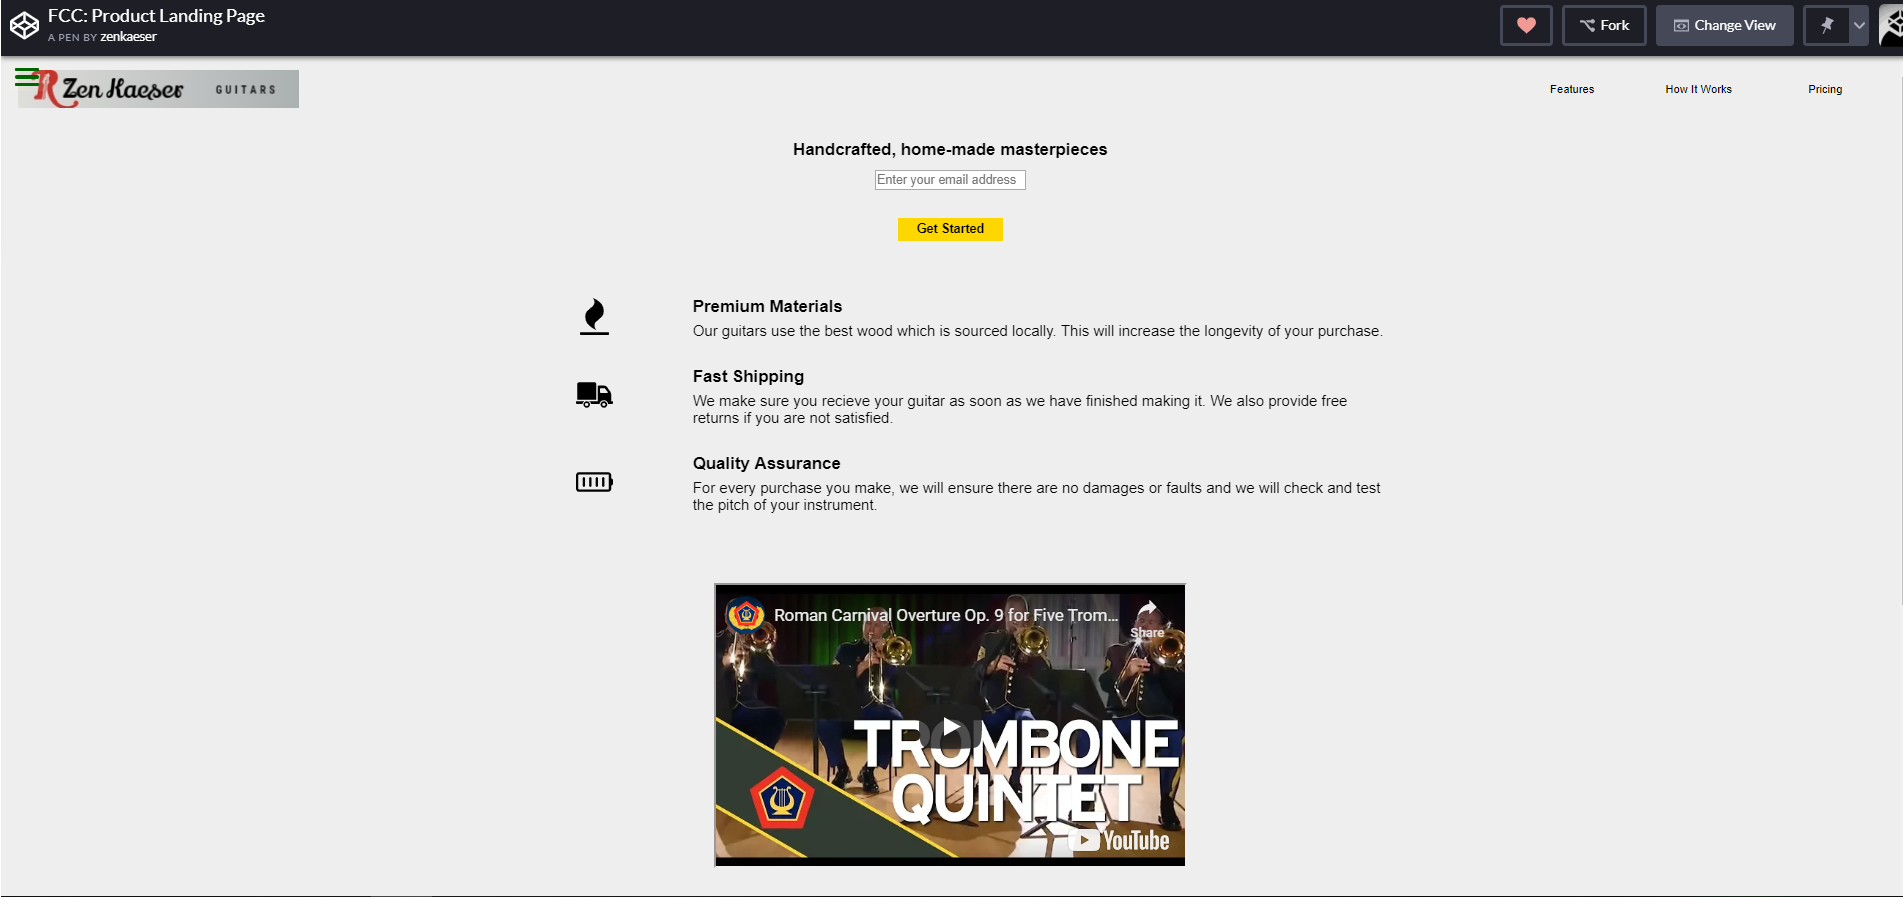 FCC: Product Landing Page
A PEN BY zenkaeser
Fork
Change View
Zen Kaeser GUITARS
Features
How It Works
Pricing
Handcrafted, home-made masterpieces
Enter your email address
Get Started
Premium Materials
Our guitars use the best wood which is sourced locally. This will increase the longevity of your purchase.
Fast Shipping
We make sure you recieve your guitar as soon as we have finished making it. We also provide free
returns if you are not satisfied.
Quality Assurance
For every purchase you make, we will ensure there are no damages or faults and we will check and test
the pitch of your instrument.
Roman Carnival Overture Op. 9 for Five Trom...
Share
TROMBONE
QUINTET
YouTube